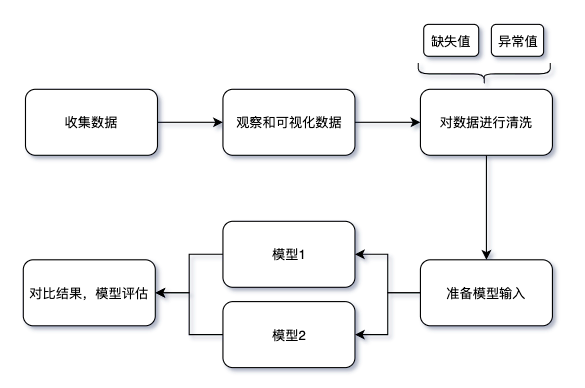 缺失值
异常值
收集数据
观察和可视化数据
对数据进行清洗
模型1
对比结果，模型评估
准备模型输入
模型2